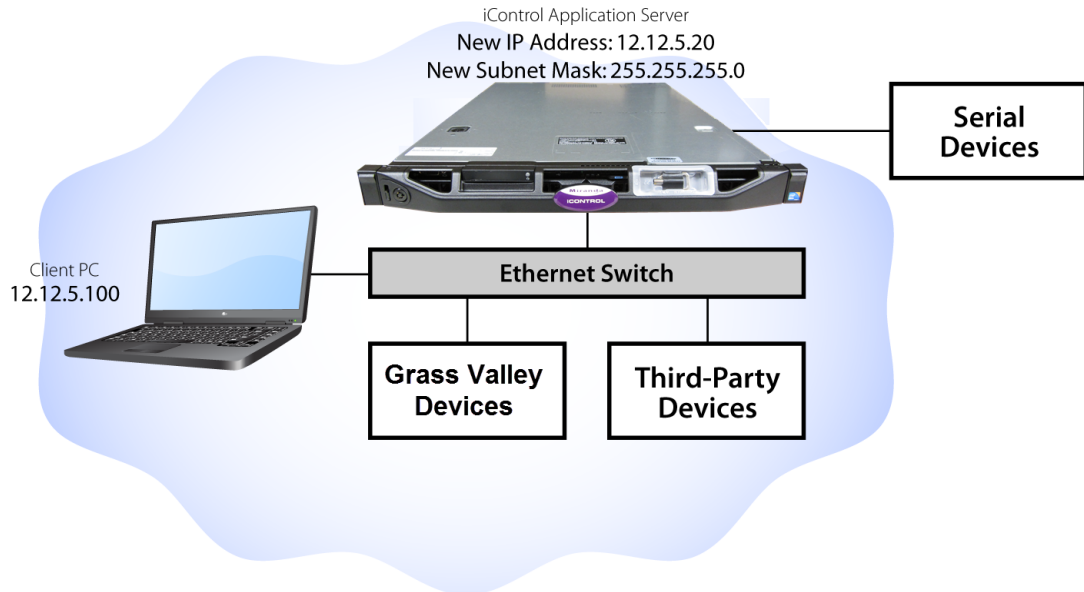 iControl Application Server
New IP Address: 12.12.5.20
New Subnet Mask: 255.255.255.0
Serial
Devices
Miranda
iCONTROL
Ethernet Switch
Client PC
12.12.5.100
Grass Valley
Devices
Third-Party
Devices